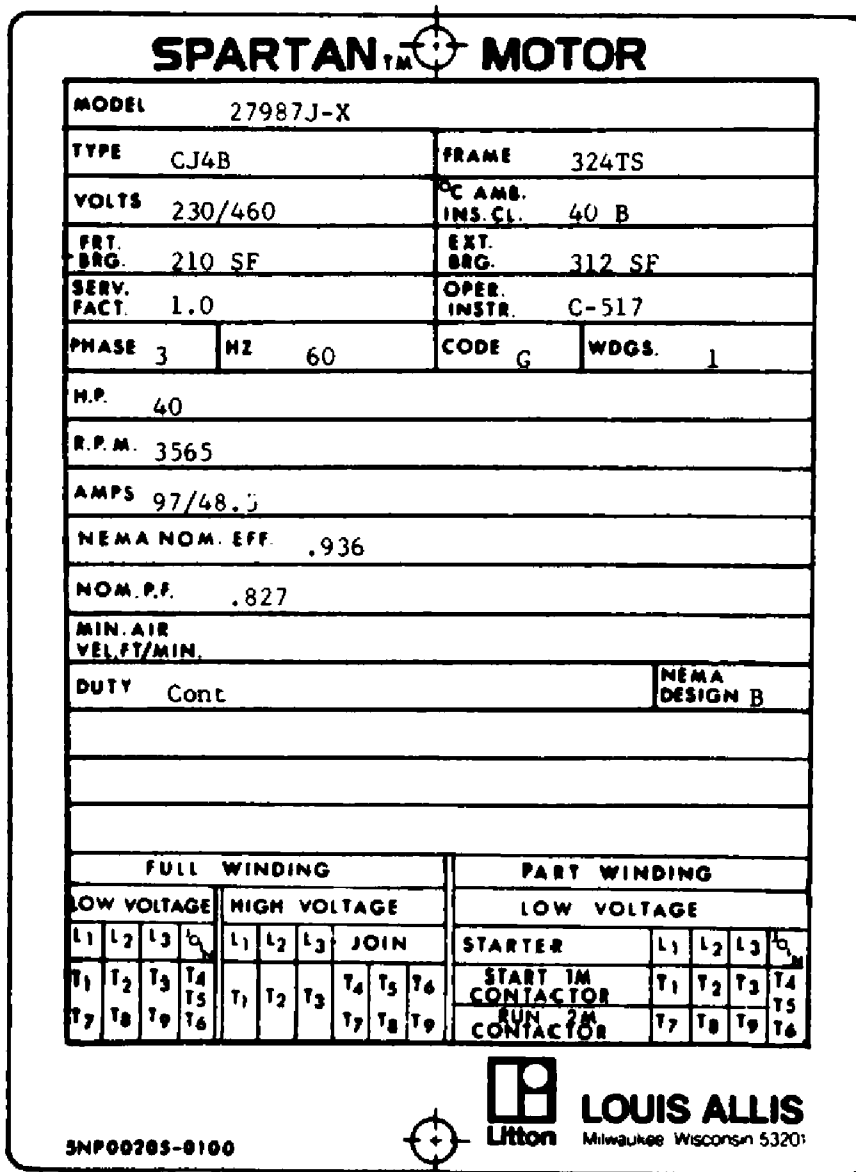 SPARTAN TM MOTOR
MODEL 27987J-X
TYPE CJ4B FRAME 324TS
VOLTS 230/460 °C AMB. INS. CL. 40 B
FRT. BRG. 210 SF EXT. BRG. 312 SF
SERV. FACT. 1.0 OPER. INSTR. C-517
PHASE 3 HZ 60 CODE G WDGS. 1
H.P. 40
R.P.M. 3565
AMPS 97/48.5
NEMA NOM. EFF. .936
NOM. P.F. .827
MIN. AIR
VEL. FT/MIN.
DUTY Cont NEMA DESIGN B
FULL WINDING PART WINDING
LOW VOLTAGE HIGH VOLTAGE LOW VOLTAGE
L1 L2 L3 JOIN L1 L2 L3 JOIN STARTER L1 L2 L3 JOIN
T1 T2 T3 T4 T5 T6 T7 T8 T9
T1 T2 T3 T4 T5 T6 T7 T8 T9
START 1M CONTACTOR T1 T2 T3 T4 T5 T6
RUN 2M CONTACTOR T7 T8 T9
Litton LOUIS ALLIS
Milwaukee Wisconsin 53201
5NP00205-0100